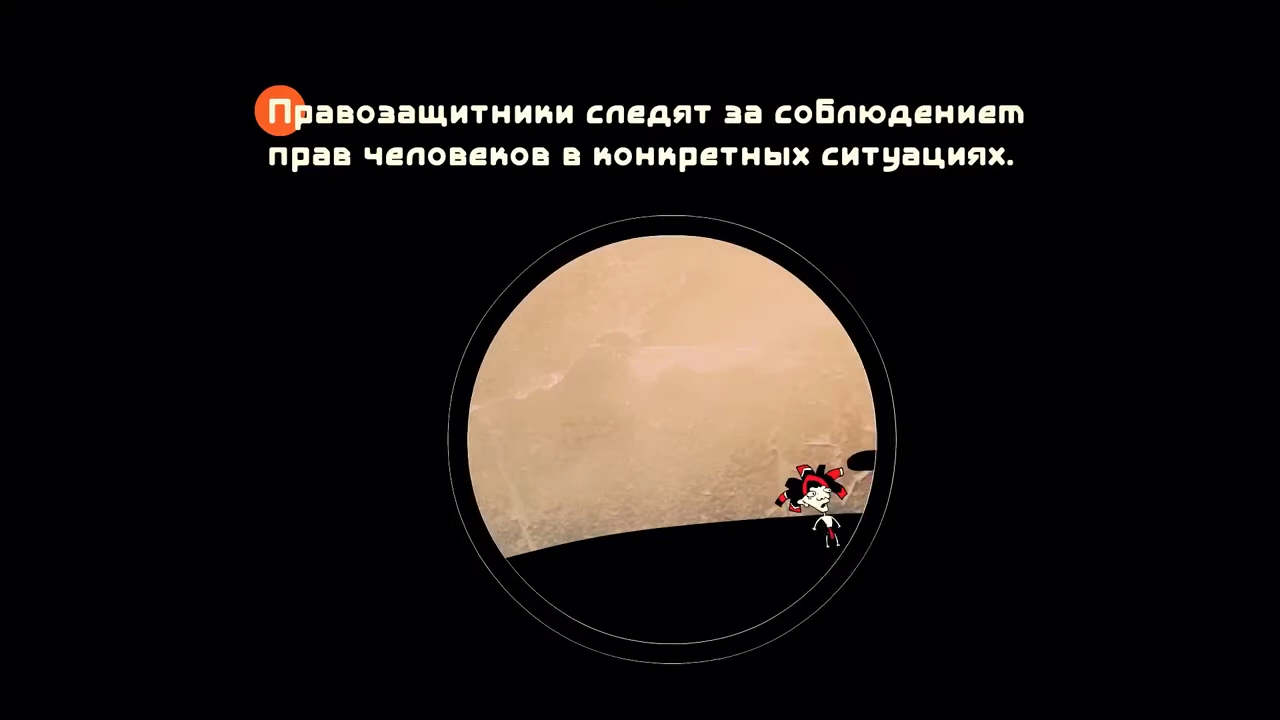 Правозащитники следят за соблюдением
прав человеков в конкретных ситуациях.